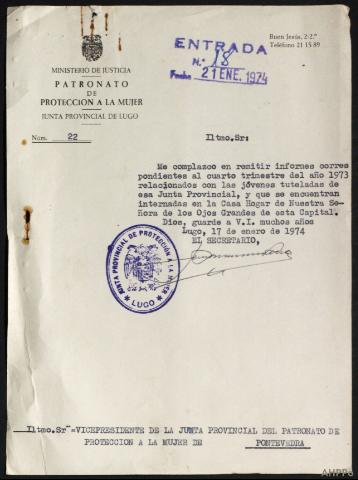 Buen Jesús, 2-2.º
Teléfono 21 15 89
ENTRADA
N.º 18
Fecha 21 ENE. 1974
MINISTERIO DE JUSTICIA
PATRONATO
DE
PROTECCION A LA MUJER
JUNTA PROVINCIAL DE LUGO
Núm. 22
Iltmo.Sr:
Me complazco en remitir informes corres
pondientes al cuarto trimestre del año 1973
relacionados con las jóvenes tuteladas de
esa Junta Provincial, y que se encuentran
internadas en la Casa Hogar de Nuestra Se-
ñora de los Ojos Grandes de esta Capital.
Dios, guarde a V.I. muchos años
Lugo, 17 de enero de 1974
EL SECRETARIO,
JUNTA PROVINCIAL DE PROTECCIÓN A LA MUJER
LUGO
Iltmo.Sr=VICEPRESIDENTE DE LA JUNTA PROVINCIAL DEL PATRONATO DE
PROTECCION A LA MUJER DE PONTEVEDRA